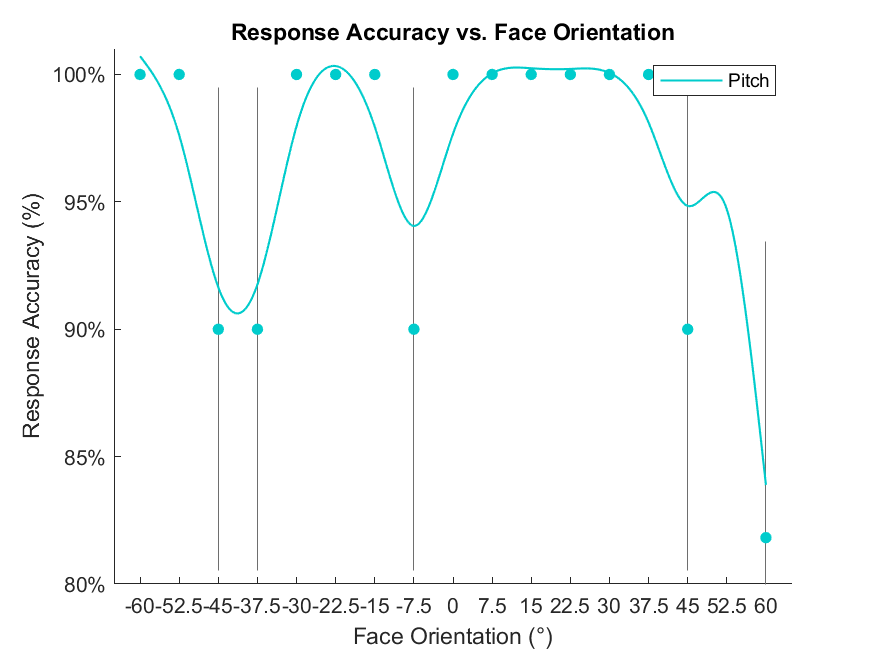 Response Accuracy vs. Face Orientation
100%
95%
90%
85%
80%
Response Accuracy (%)
Pitch
-60 -52.5 -45 -37.5 -30 -22.5 -15 -7.5 0 7.5 15 22.5 30 37.5 45 52.5 60
Face Orientation (°)